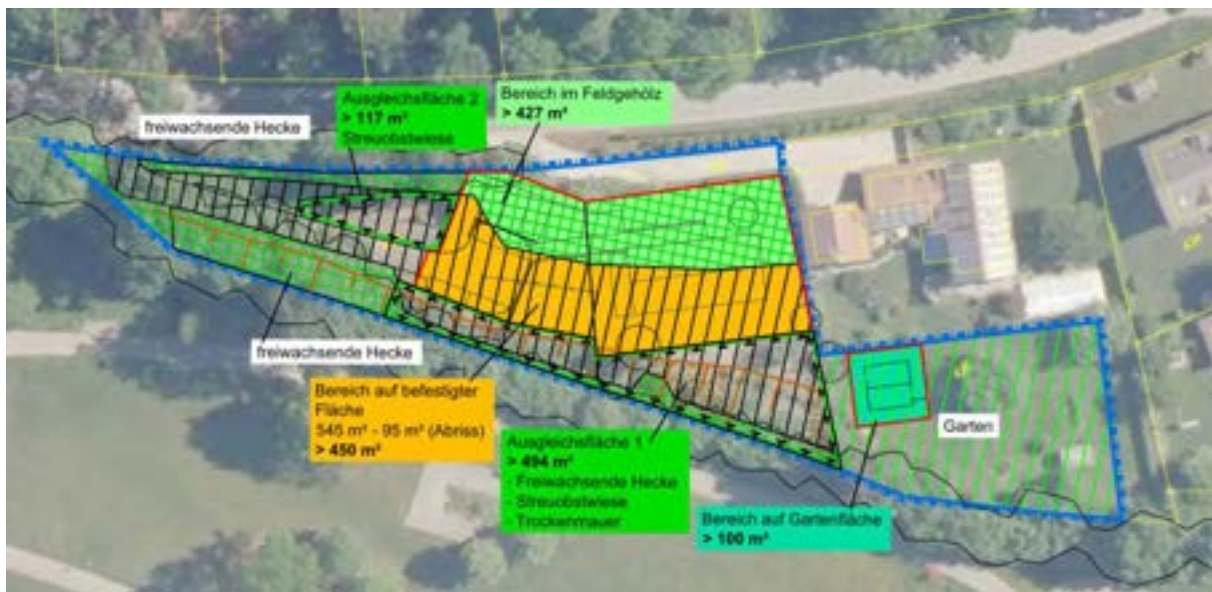 Ausgleichsfläche 2
> 117 m²
Streuobstwiese
Bereich im Feldgehölz
> 427 m²
freiwachsende Hecke
freiwachsende Hecke
Bereich auf befestigter
Fläche
545 m² - 95 m² (Abriss)
> 450 m²
Ausgleichsfläche 1
> 494 m²
- Freiwachsende Hecke
- Streuobstwiese
- Trockenmauer
Garten
Bereich auf Gartenfläche
> 100 m²